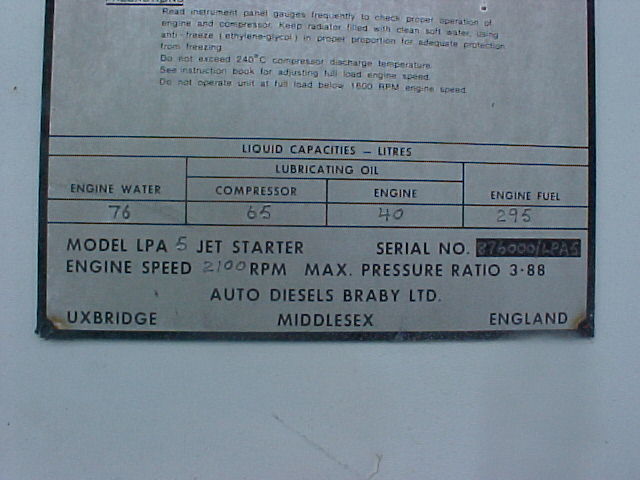 Read instrument panel gauges frequently to check proper operation of
engine and compressor. Keep radiator filled with clean soft water, using
anti-freeze (ethylene-glycol) in proper proportion for adequate protection
from freezing.
Do not exceed 240°C compressor discharge temperature.
See instruction book for adjusting full load engine speed.
Do not operate unit at full load below 1600 RPM engine speed.
LIQUID CAPACITIES – LITRES
LUBRICATING OIL
ENGINE WATER COMPRESSOR ENGINE ENGINE FUEL
76 65 40 295
MODEL LPA 5 JET STARTER SERIAL NO. 876000/LPA5
ENGINE SPEED 2100 RPM MAX. PRESSURE RATIO 3·88
AUTO DIESELS BRABY LTD.
UXBRIDGE MIDDLESEX ENGLAND